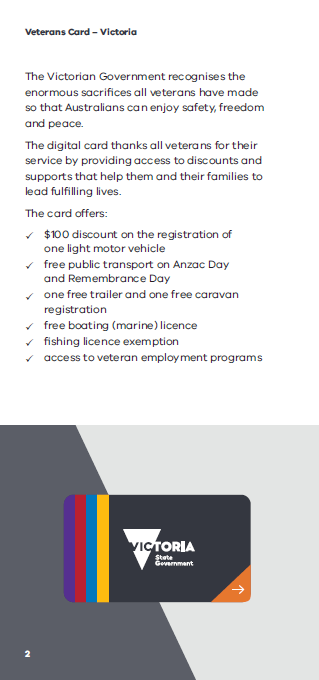 Veterans Card – Victoria
The Victorian Government recognises the
enormous sacrifices all veterans have made
so that Australians can enjoy safety, freedom
and peace.
The digital card thanks all veterans for their
service by providing access to discounts and
supports that help them and their families to
lead fulfilling lives.
The card offers:
✓ $100 discount on the registration of
one light motor vehicle
✓ free public transport on Anzac Day
and Remembrance Day
✓ one free trailer and one free caravan
registration
✓ free boating (marine) licence
✓ fishing licence exemption
✓ access to veteran employment programs
VICTORIA
State
Government
2